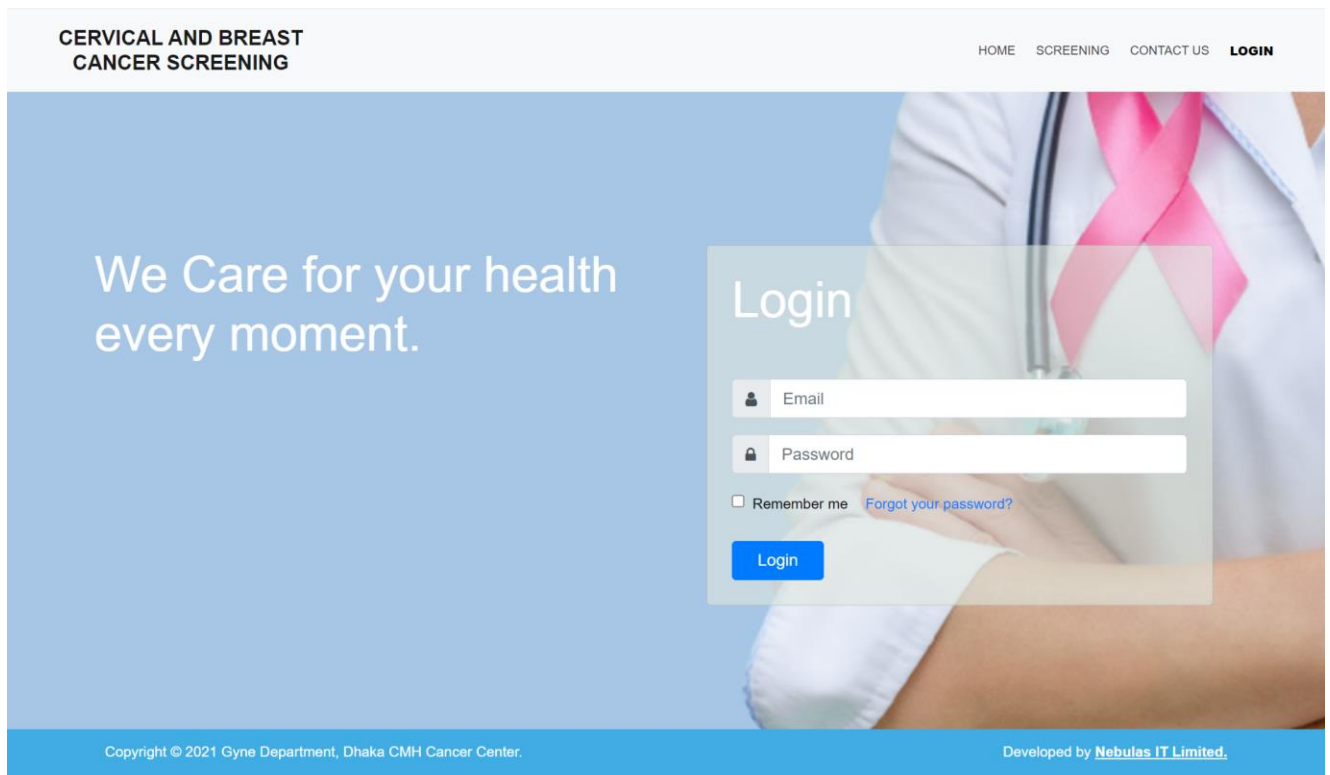 CERVICAL AND BREAST
CANCER SCREENING
HOME SCREENING CONTACT US LOGIN
We Care for your health
every moment.
Login
Email
Password
Remember me Forgot your password?
Login
Copyright © 2021 Gyne Department, Dhaka CMH Cancer Center.
Developed by Nebulas IT Limited.